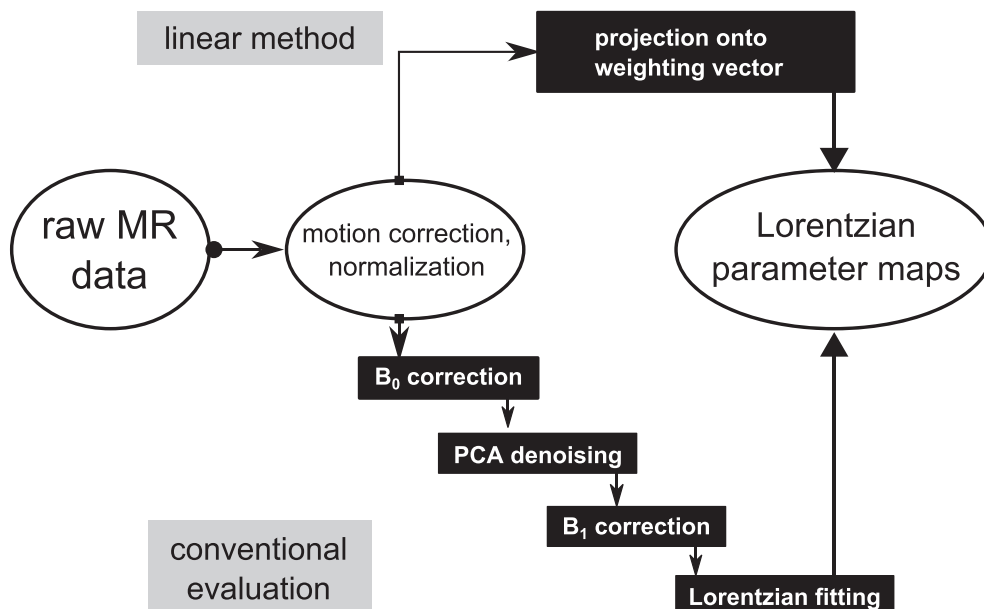 linear method
projection onto
weighting vector
raw MR
data
motion correction,
normalization
Lorentzian
parameter maps
B₀ correction
PCA denoising
B₁ correction
conventional
evaluation
Lorentzian fitting